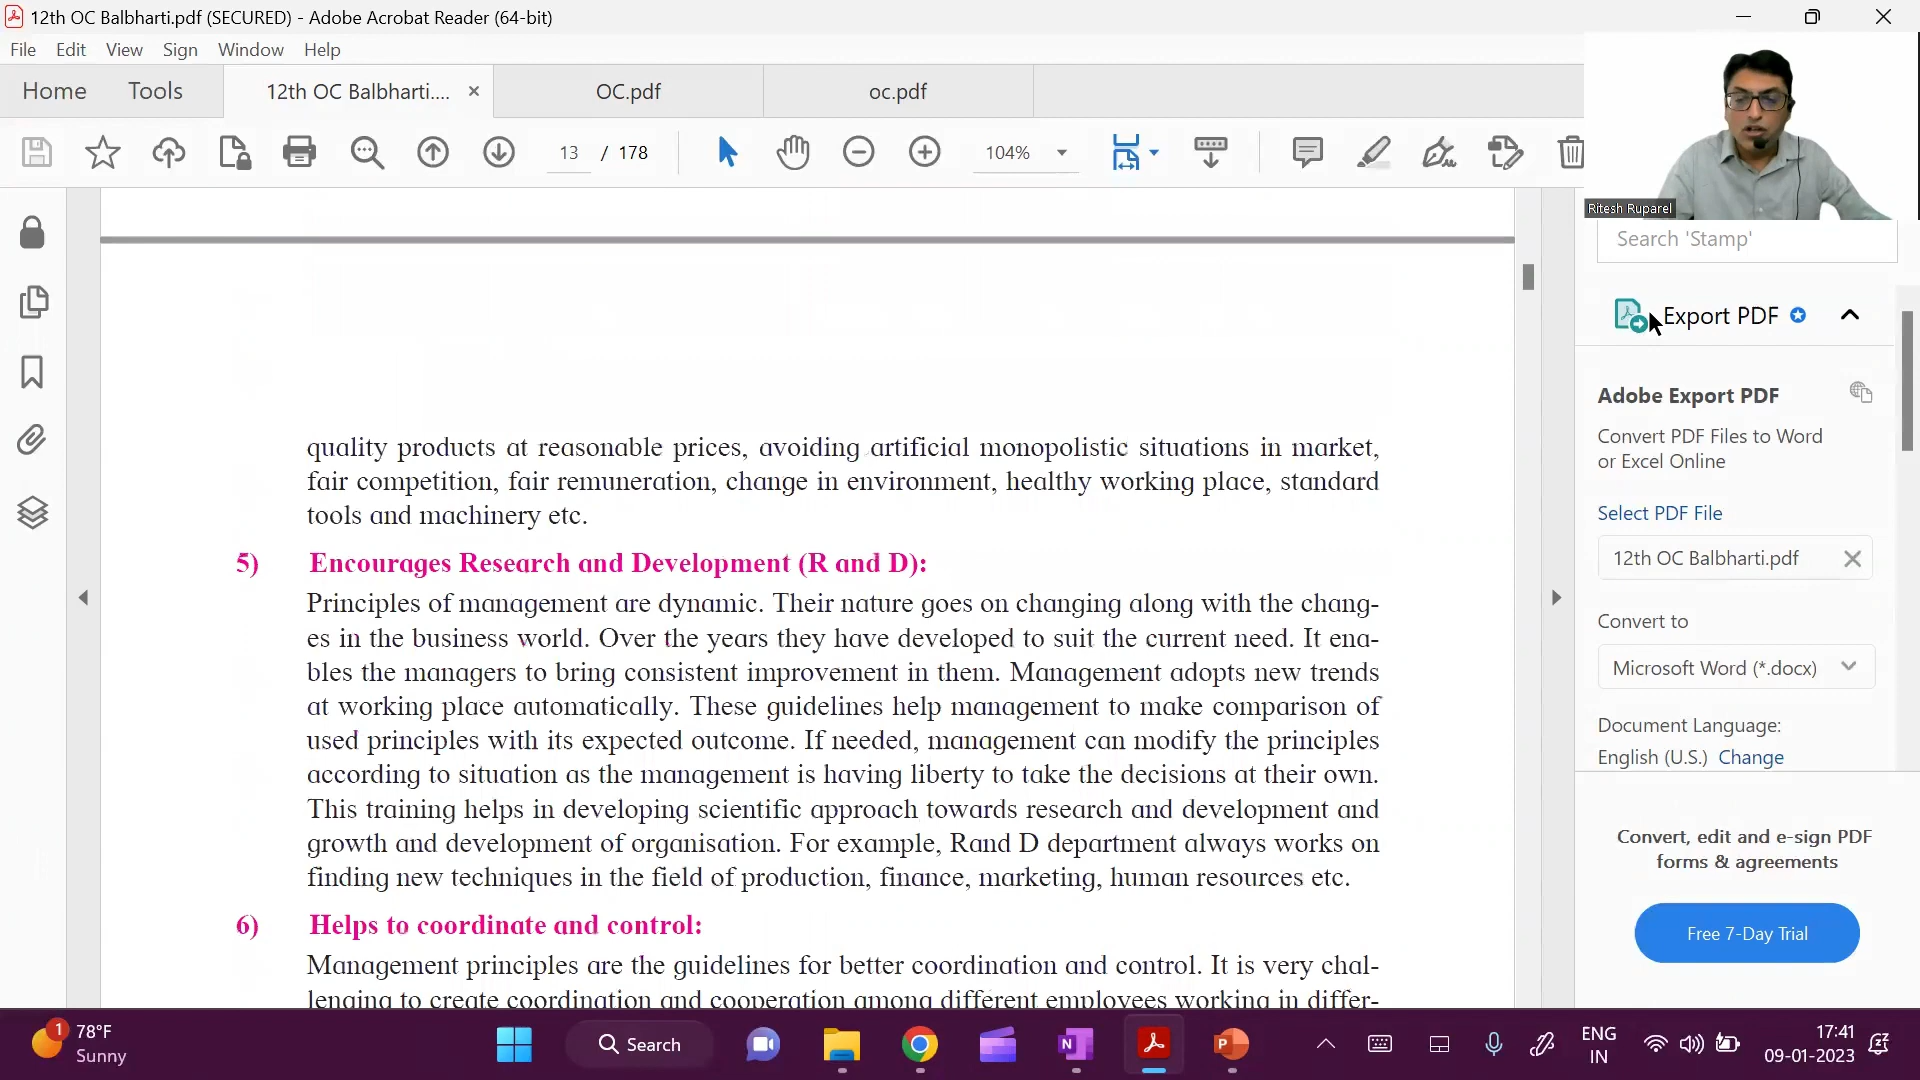 12th OC Balbharti.pdf (SECURED) - Adobe Acrobat Reader (64-bit)
File Edit View Sign Window Help
Home Tools 12th OC Balbharti.... OC.pdf oc.pdf
13 / 178 104%
Ritesh Ruparel
Search 'Stamp'
quality products at reasonable prices, avoiding artificial monopolistic situations in market,
fair competition, fair remuneration, change in environment, healthy working place, standard
tools and machinery etc.
5) Encourages Research and Development (R and D):
Principles of management are dynamic. Their nature goes on changing along with the chang-
es in the business world. Over the years they have developed to suit the current need. It ena-
bles the managers to bring consistent improvement in them. Management adopts new trends
at working place automatically. These guidelines help management to make comparison of
used principles with its expected outcome. If needed, management can modify the principles
according to situation as the management is having liberty to take the decisions at their own.
This training helps in developing scientific approach towards research and development and
growth and development of organisation. For example, Rand D department always works on
finding new techniques in the field of production, finance, marketing, human resources etc.
6) Helps to coordinate and control:
Management principles are the guidelines for better coordination and control. It is very chal-
lenging to create coordination and cooperation among different employees working in differ-
Export PDF
Adobe Export PDF
Convert PDF Files to Word
or Excel Online
Select PDF File
12th OC Balbharti.pdf
Convert to
Microsoft Word (*.docx)
Document Language:
English (U.S.) Change
Convert, edit and e-sign PDF
forms & agreements
Free 7-Day Trial
1
78°F
Sunny
Search
N
P
ENG
IN
17:41
09-01-2023